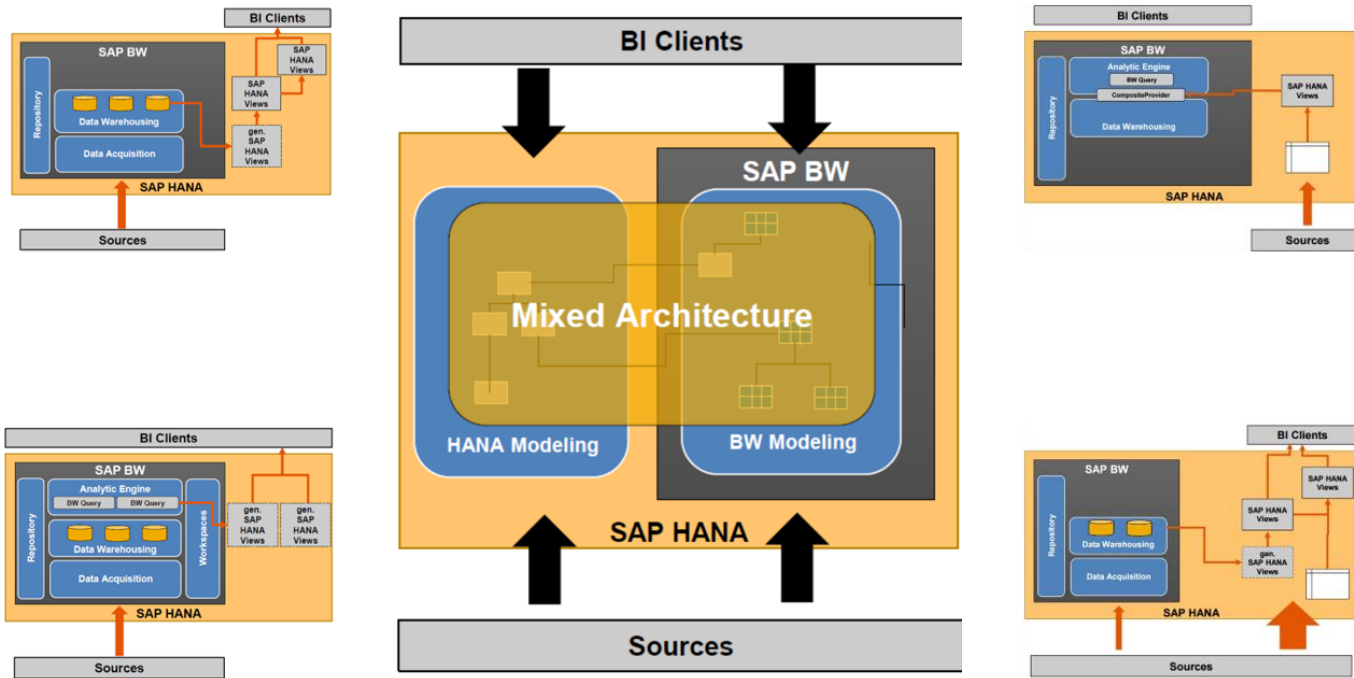 BI Clients
SAP BW
Repository
Data Warehousing
Data Acquisition
SAP
HANA
Views
SAP
HANA
Views
gen.
SAP
HANA
Views
SAP HANA
Sources
BI Clients
SAP BW
Repository
Analytic Engine
BW Query
BW Query
Data Warehousing
Data Acquisition
Workspaces
gen.
SAP
HANA
Views
gen.
SAP
HANA
Views
SAP HANA
Sources
BI Clients
SAP BW
Mixed Architecture
HANA Modeling
BW Modeling
SAP HANA
Sources
BI Clients
SAP BW
Repository
Analytic Engine
BW Query
CompositeProvider
Data Warehousing
SAP HANA
Views
SAP HANA
Sources
BI Clients
SAP BW
Repository
Data Warehousing
Data Acquisition
SAP HANA
Views
SAP HANA
Views
gen.
SAP HANA
Views
SAP HANA
Sources